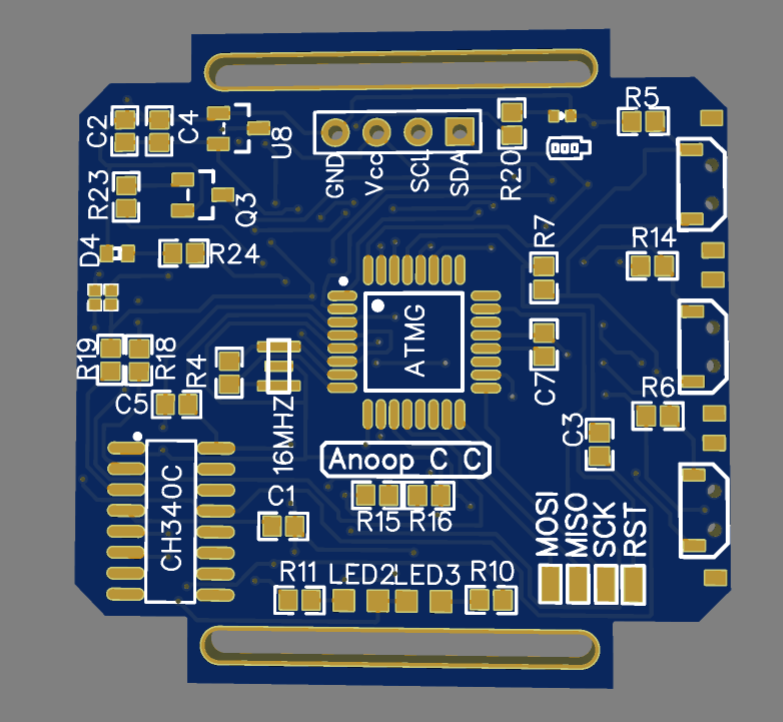 R5
C2
C4
U8
GND
Vcc
SCL
SDA
R20
R23
Q3
D4
R24
R7
R14
ATMG
R19
R18
R4
C5
C7
R6
16MHZ
C3
Anoop C C
CH340C
C1
R15 R16
MOSI
MISO
SCK
RST
R11 LED2 LED3 R10